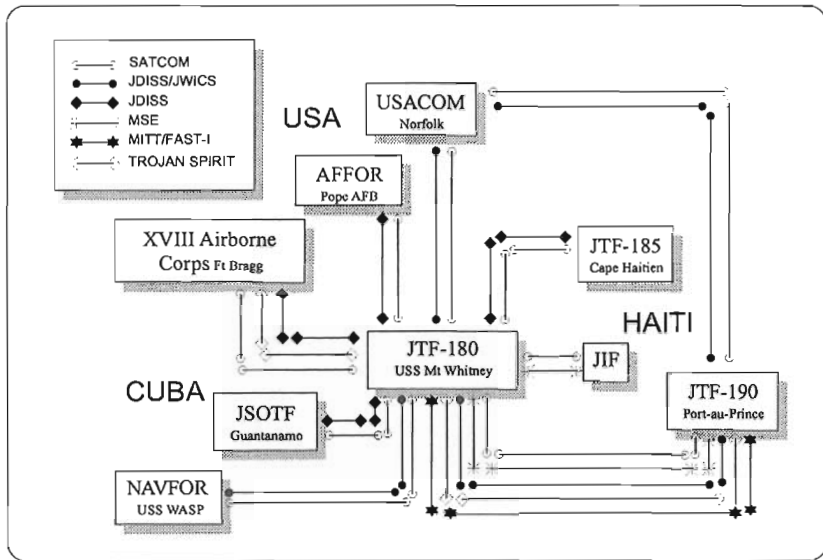 SATCOM
JDISS/JWICS
JDISS
MSE
MITT/FAST-I
TROJAN SPIRIT
USA
USACOM
Norfolk
AFFOR
Pope AFB
XVIII Airborne
Corps Ft Bragg
JTF-185
Cape Haitien
HAITI
JTF-180
USS Mt Whitney
JIF
CUBA
JSOTF
Guantanamo
JTF-190
Port-au-Prince
NAVFOR
USS WASP